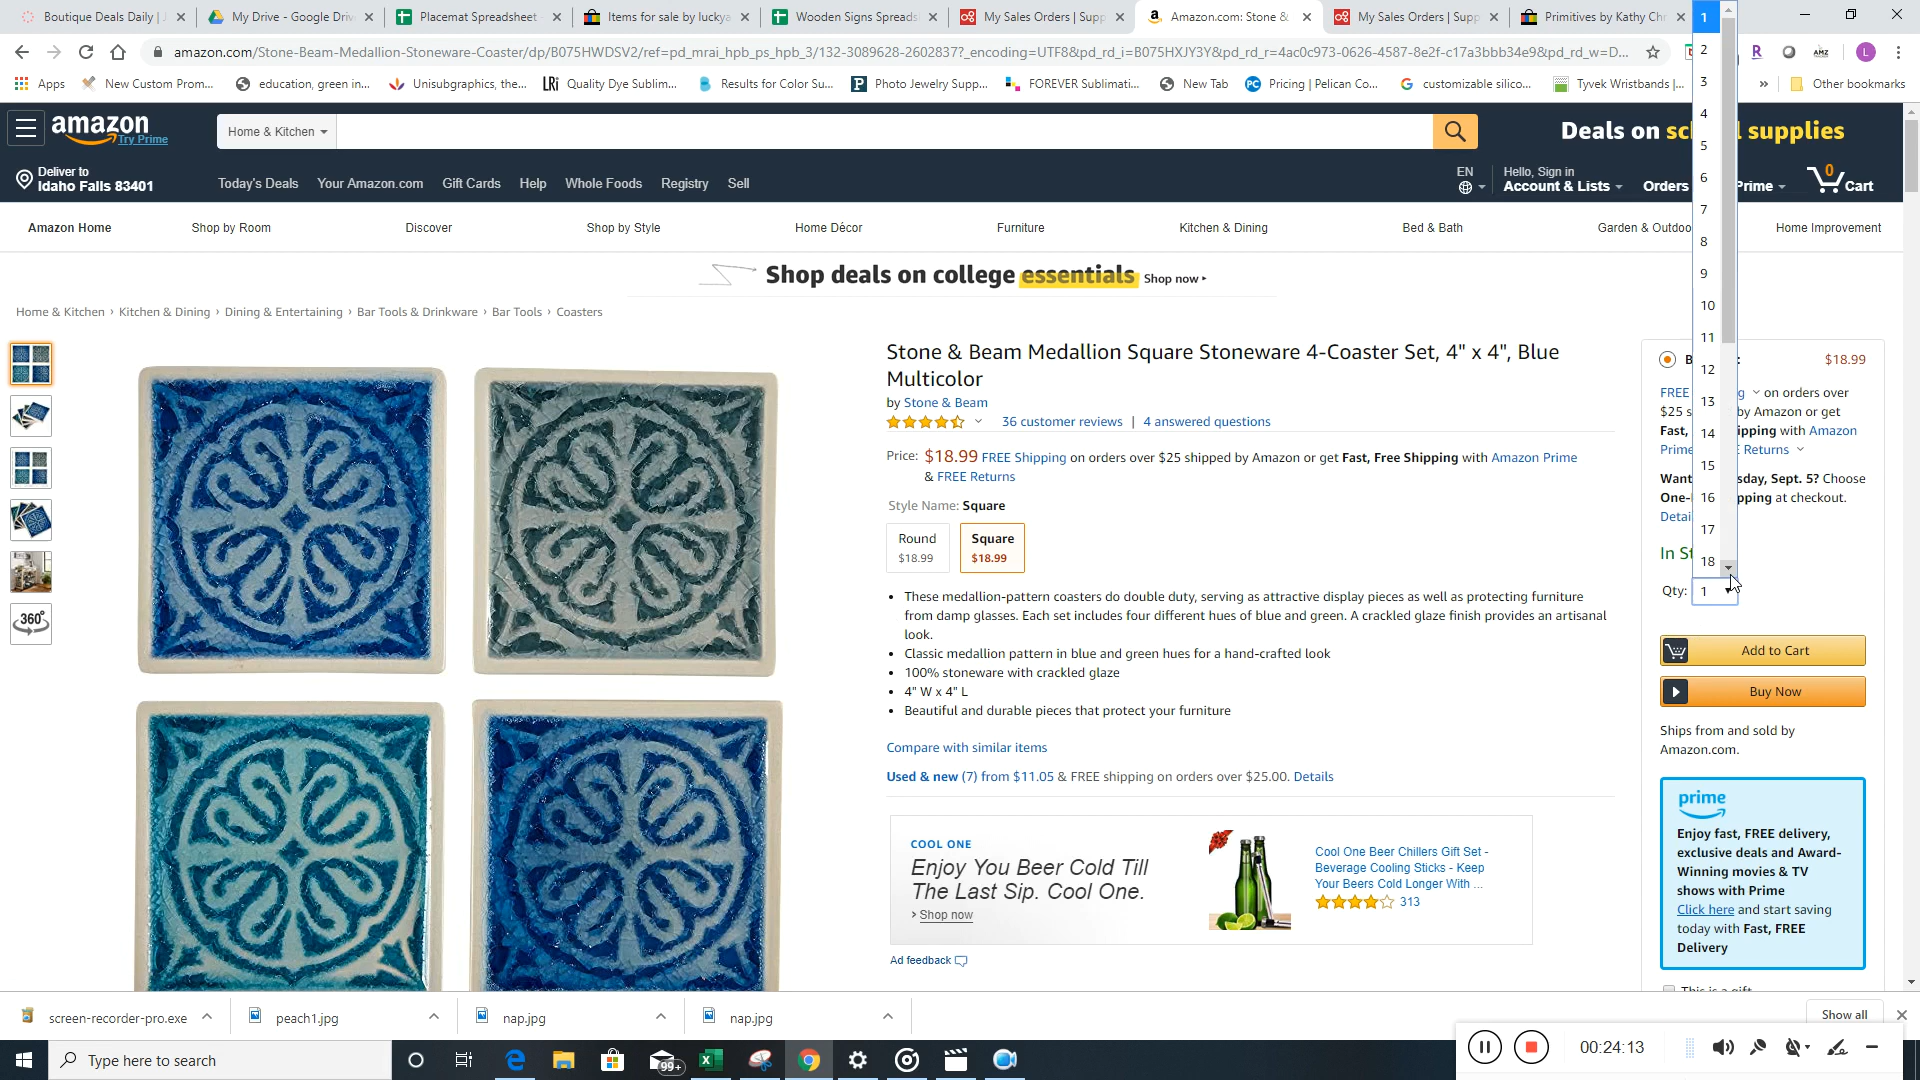 Boutique Deals Daily | J
My Drive - Google Driv
Placemat Spreadsheet
Items for sale by luckya
Wooden Signs Spreads
My Sales Orders | Supp
Amazon.com: Stone &
My Sales Orders | Supp
Primitives by Kathy Chr
amazon.com/Stone-Beam-Medallion-Stoneware-Coaster/dp/B075HWDSV2/ref=pd_mrai_hpb_ps_hpb_3/132-3089628-2602837?_encoding=UTF8&pd_rd_i=B075HXJY3Y&pd_rd_r=4ac0c973-0626-4587-8e2f-c17a3bbb34e9&pd_rd_w=D...
Apps
New Custom Prom...
education, green in...
Unisubgraphics, the...
Quality Dye Sublim...
Results for Color Su...
Photo Jewelry Supp...
FOREVER Sublimati...
New Tab
Pricing | Pelican Co...
customizable silico...
Tyvek Wristbands |...
Other bookmarks
amazon
Try Prime
Home & Kitchen
Deals on sc l supplies
Deliver to
Idaho Falls 83401
Today's Deals Your Amazon.com Gift Cards Help Whole Foods Registry Sell
EN
Hello, Sign in
Account & Lists
Orders
Prime
0
Cart
Amazon Home Shop by Room Discover Shop by Style Home Décor Furniture Kitchen & Dining Bed & Bath Garden & Outdoo Home Improvement
Shop deals on college essentials Shop now
Home & Kitchen › Kitchen & Dining › Dining & Entertaining › Bar Tools & Drinkware › Bar Tools › Coasters
360°
Stone & Beam Medallion Square Stoneware 4-Coaster Set, 4" x 4", Blue
Multicolor
by Stone & Beam
36 customer reviews | 4 answered questions
Price: $18.99 FREE Shipping on orders over $25 shipped by Amazon or get Fast, Free Shipping with Amazon Prime
& FREE Returns
Style Name: Square
Round
$18.99
Square
$18.99
• These medallion-pattern coasters do double duty, serving as attractive display pieces as well as protecting furniture
from damp glasses. Each set includes four different hues of blue and green. A crackled glaze finish provides an artisanal
look.
• Classic medallion pattern in blue and green hues for a hand-crafted look
• 100% stoneware with crackled glaze
• 4" W x 4" L
• Beautiful and durable pieces that protect your furniture
Compare with similar items
Used & new (7) from $11.05 & FREE shipping on orders over $25.00. Details
COOL ONE
Enjoy You Beer Cold Till
The Last Sip. Cool One.
› Shop now
Cool One Beer Chillers Gift Set -
Beverage Cooling Sticks - Keep
Your Beers Cold Longer With ...
313
Ad feedback
1
2
3
4
5
6
7
8
9
10
11
12
13
14
15
16
17
18
B : $18.99
FREE g on orders over
$25 s by Amazon or get
Fast, ipping with Amazon
Prime E Returns
Want sday, Sept. 5? Choose
One- pping at checkout.
Detai
In St
Qty: 1
Add to Cart
Buy Now
Ships from and sold by
Amazon.com.
prime
Enjoy fast, FREE delivery,
exclusive deals and Award-
Winning movies & TV
shows with Prime
Click here and start saving
today with Fast, FREE
Delivery
This is a gift
screen-recorder-pro.exe
peach1.jpg
nap.jpg
nap.jpg
Show all
Type here to search
99+
00:24:13